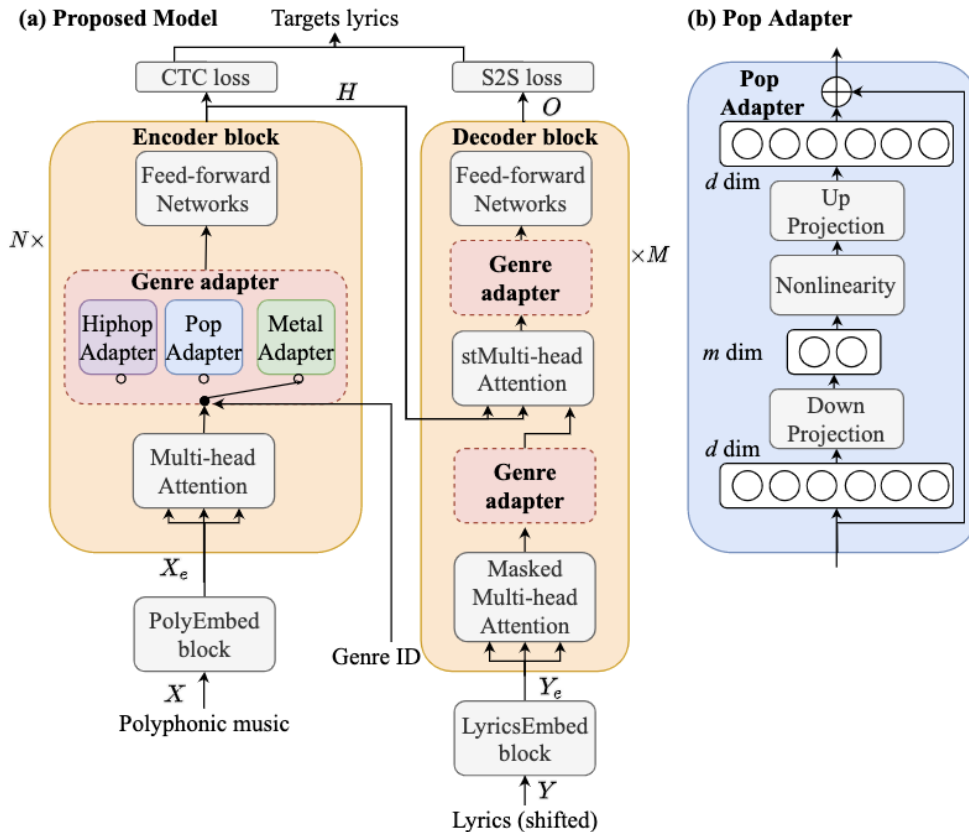 (a) Proposed Model
Targets lyrics
CTC loss
S2S loss
H
O
Encoder block
Feed-forward
Networks
N×
Genre adapter
Hiphop
Adapter
Pop
Adapter
Metal
Adapter
Multi-head
Attention
X_e
PolyEmbed
block
X
Polyphonic music
Genre ID
Decoder block
Feed-forward
Networks
×M
Genre
adapter
stMulti-head
Attention
Genre
adapter
Masked
Multi-head
Attention
Y_e
LyricsEmbed
block
Y
Lyrics (shifted)
(b) Pop Adapter
Pop
Adapter
d dim
Up
Projection
Nonlinearity
m dim
Down
Projection
d dim